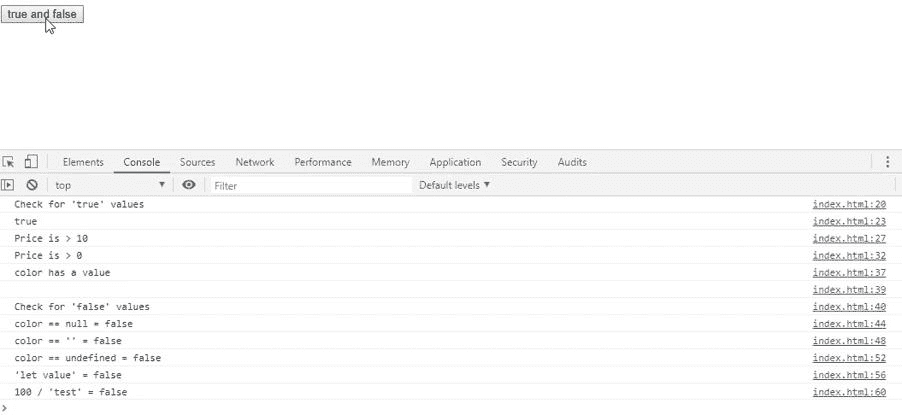 true and false
Elements Console Sources Network Performance Memory Application Security Audits
top Filter Default levels
Check for 'true' values index.html:20
true index.html:23
Price is > 10 index.html:27
Price is > 0 index.html:32
color has a value index.html:37
index.html:39
Check for 'false' values index.html:40
color == null = false index.html:44
color == '' = false index.html:48
color == undefined = false index.html:52
'let value' = false index.html:56
100 / 'test' = false index.html:60
>